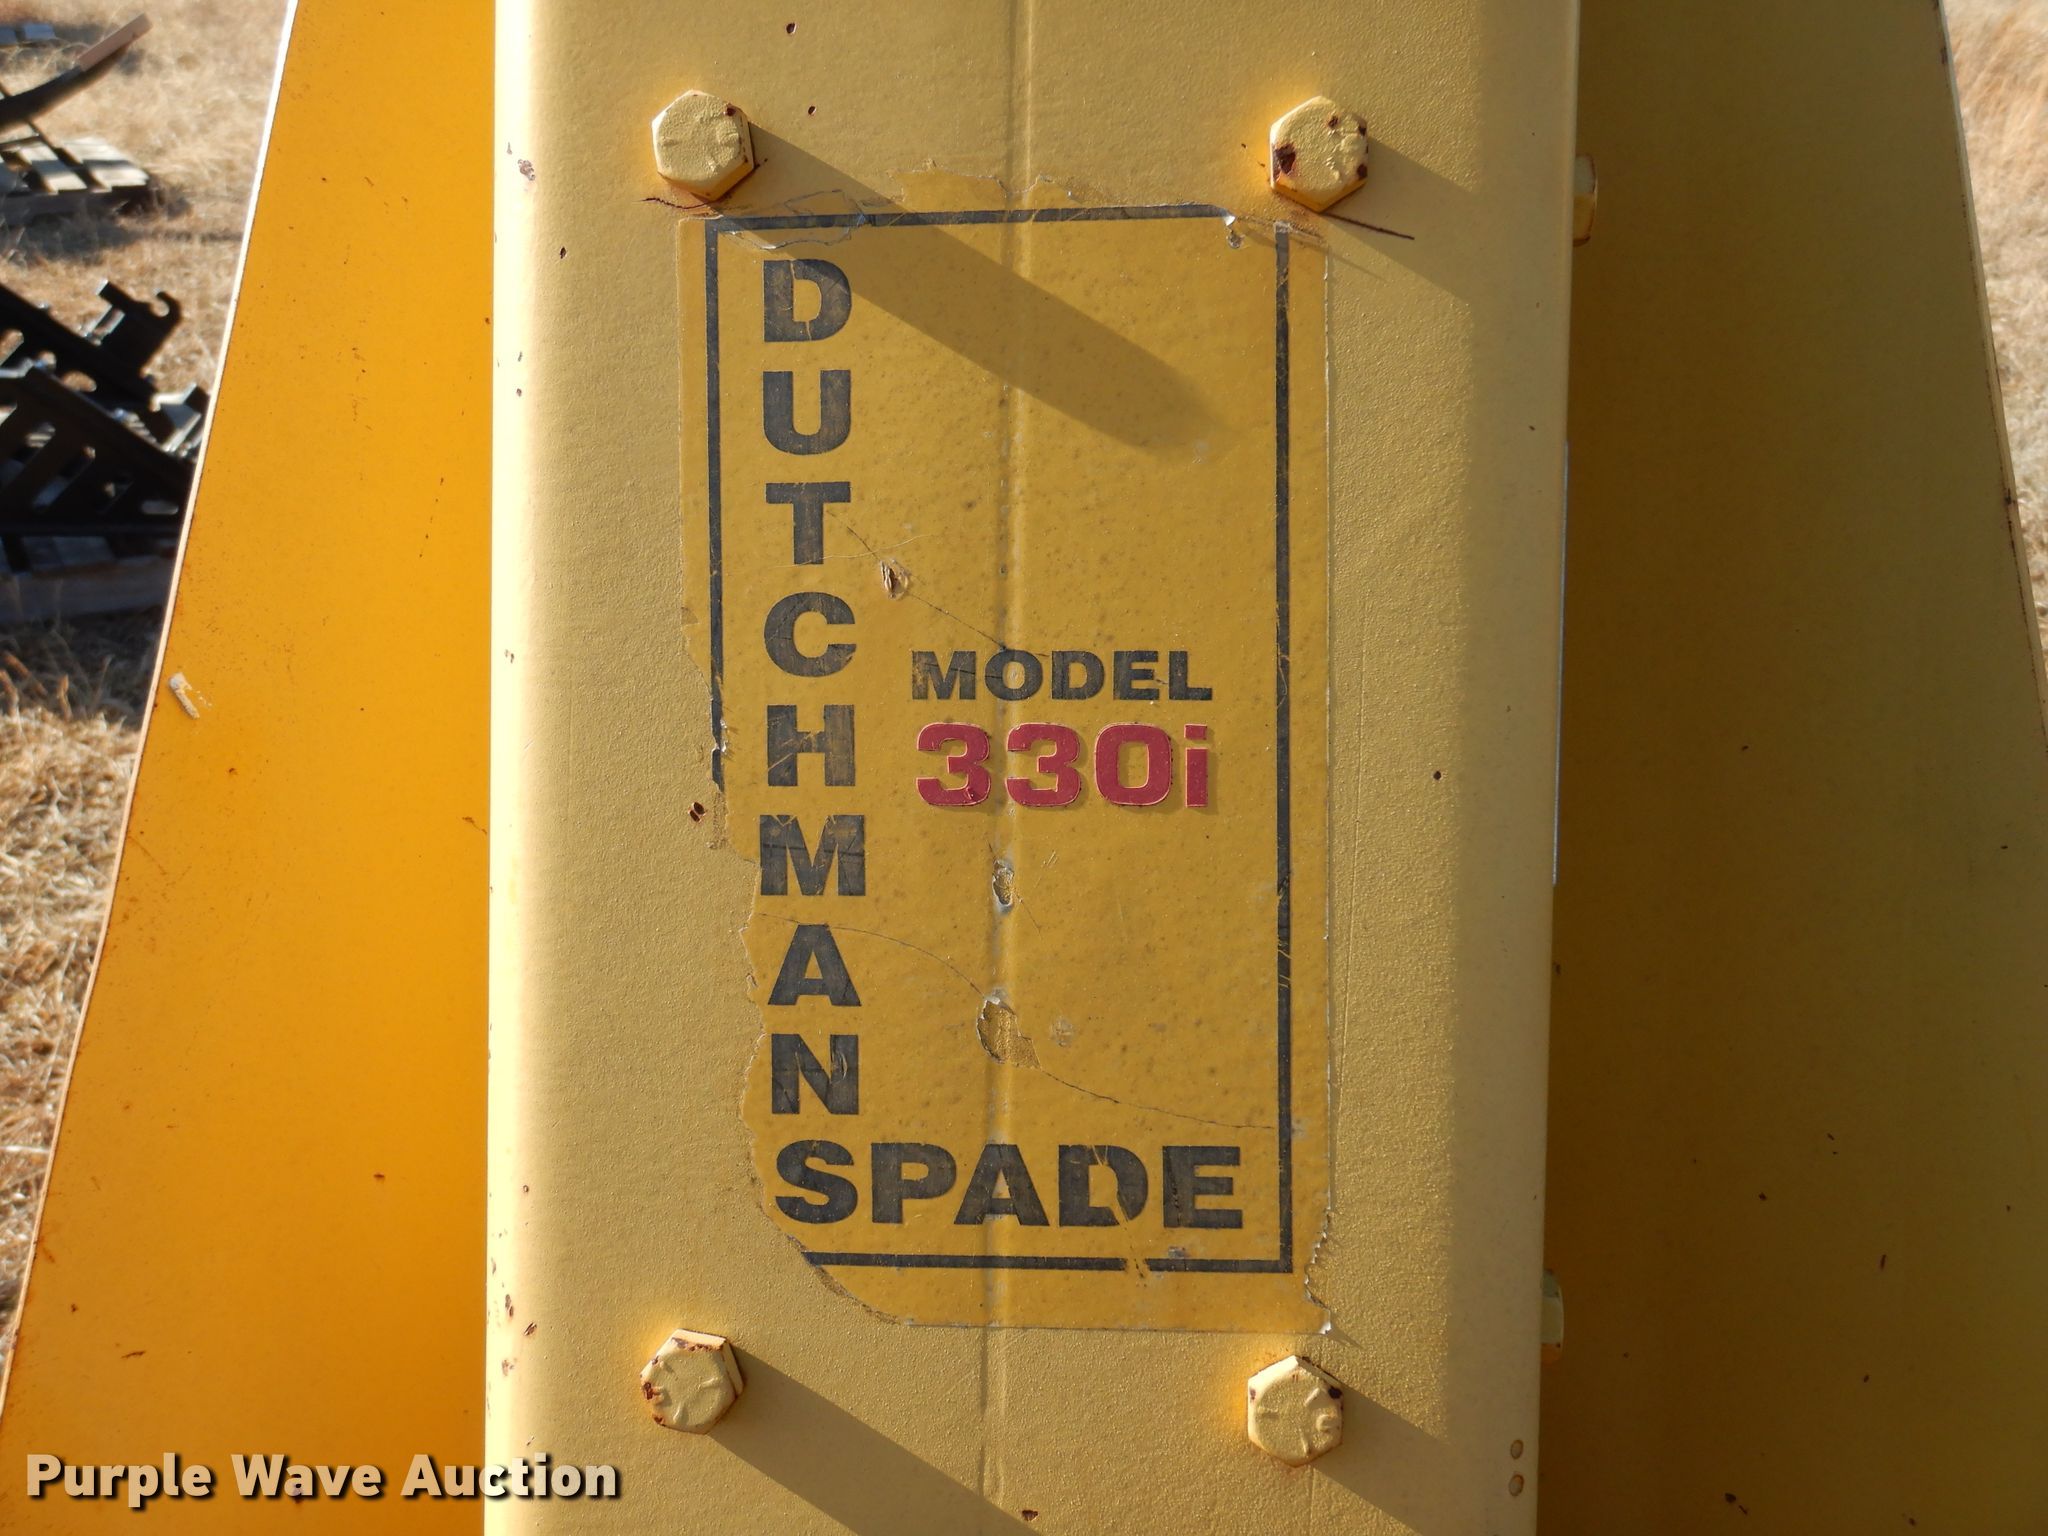 DUTCHMAN
MODEL
330i
SPADE
Purple Wave Auction